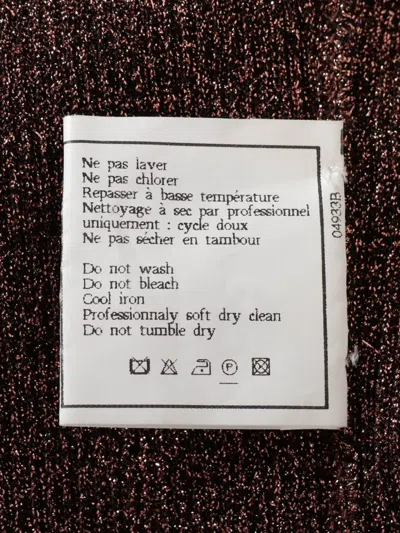 Ne pas laver
Ne pas chlorer
Repasser à basse température
Nettoyage à sec par professionnel
uniquement : cycle doux
Ne pas sécher en tambour
Do not wash
Do not bleach
Cool iron
Professionnaly soft dry clean
Do not tumble dry
P
04933B